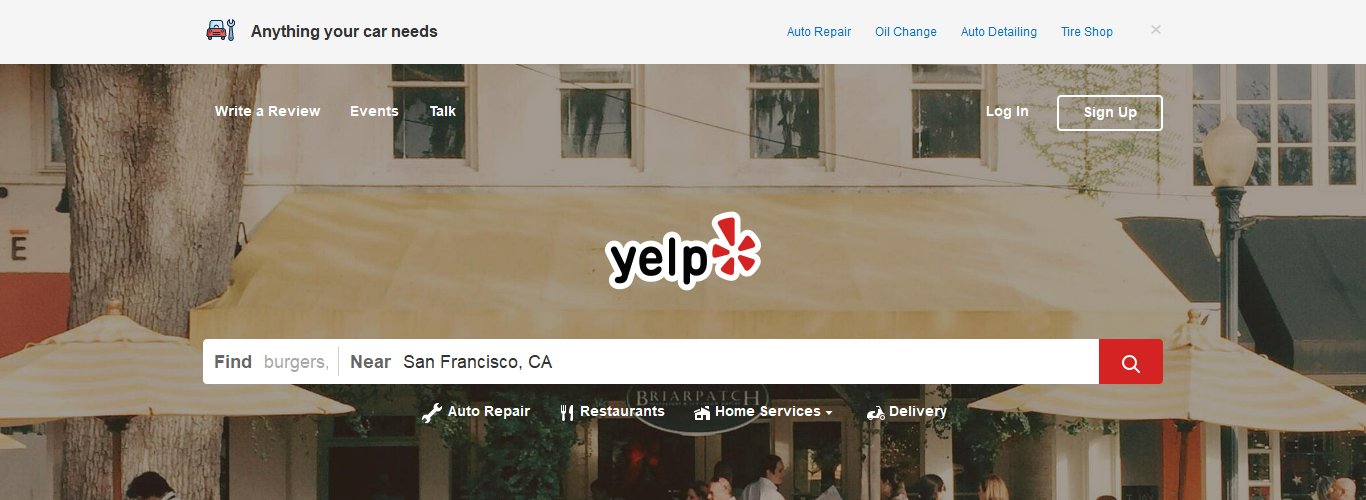 Anything your car needs
Auto Repair Oil Change Auto Detailing Tire Shop ×
Write a Review Events Talk Log In Sign Up
E
yelp
Find burgers, Near San Francisco, CA
BRIARPATCH
Auto Repair Restaurants Home Services Delivery